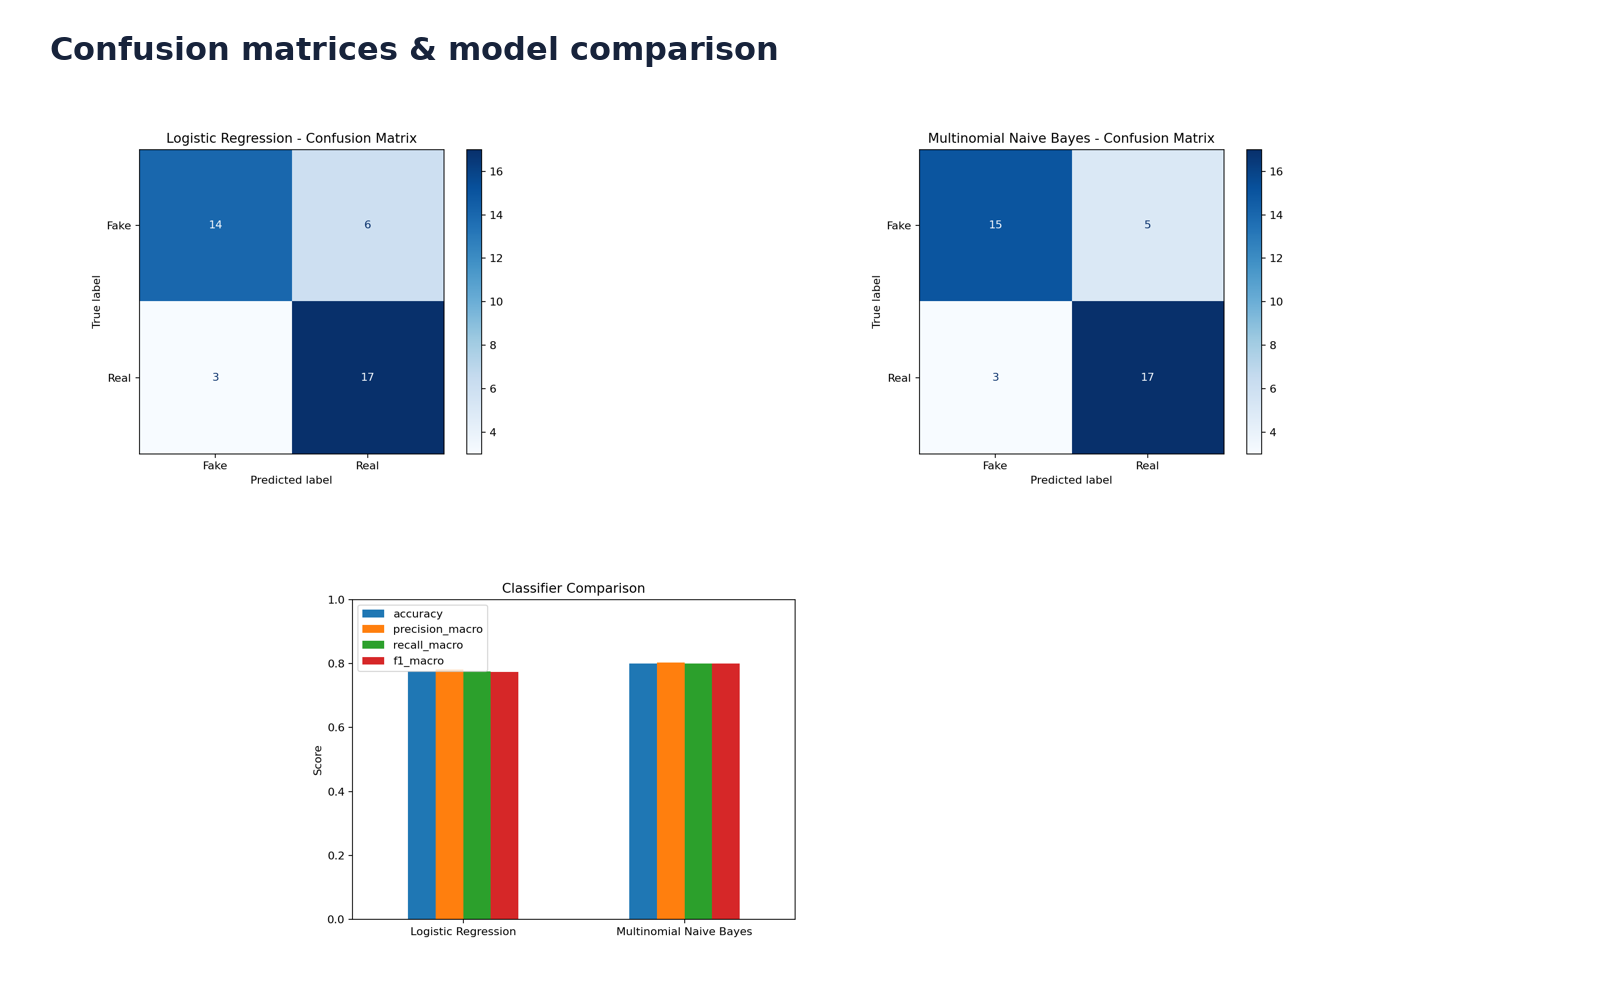 Confusion matrices & model comparison
Logistic Regression - Confusion Matrix
True label
Fake
Real
14
6
3
17
Fake
Real
Predicted label
16
14
12
10
8
6
4
Multinomial Naive Bayes - Confusion Matrix
True label
Fake
Real
15
5
3
17
Fake
Real
Predicted label
16
14
12
10
8
6
4
Classifier Comparison
Score
1.0
0.8
0.6
0.4
0.2
0.0
accuracy
precision_macro
recall_macro
f1_macro
Logistic Regression
Multinomial Naive Bayes